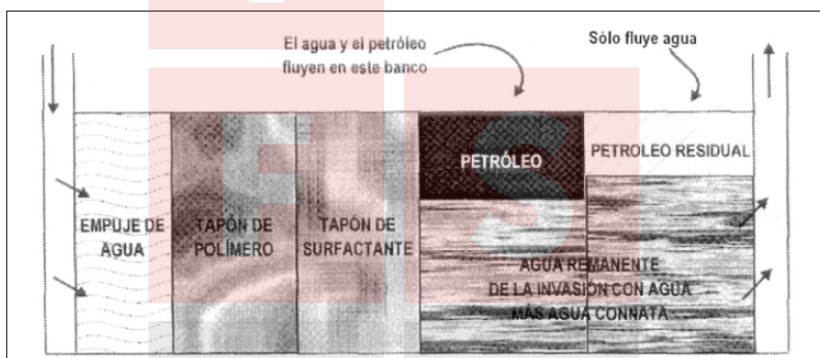 El agua y el petróleo
fluyen en este banco
Sólo fluye agua
PETRÓLEO
PETROLEO RESIDUAL
EMPUJE DE
AGUA
TAPÓN DE
POLÍMERO
TAPÓN DE
SURFACTANTE
AGUA REMANENTE
DE LA INVASIÓN CON AGUA
MÁS AGUA CONNATA